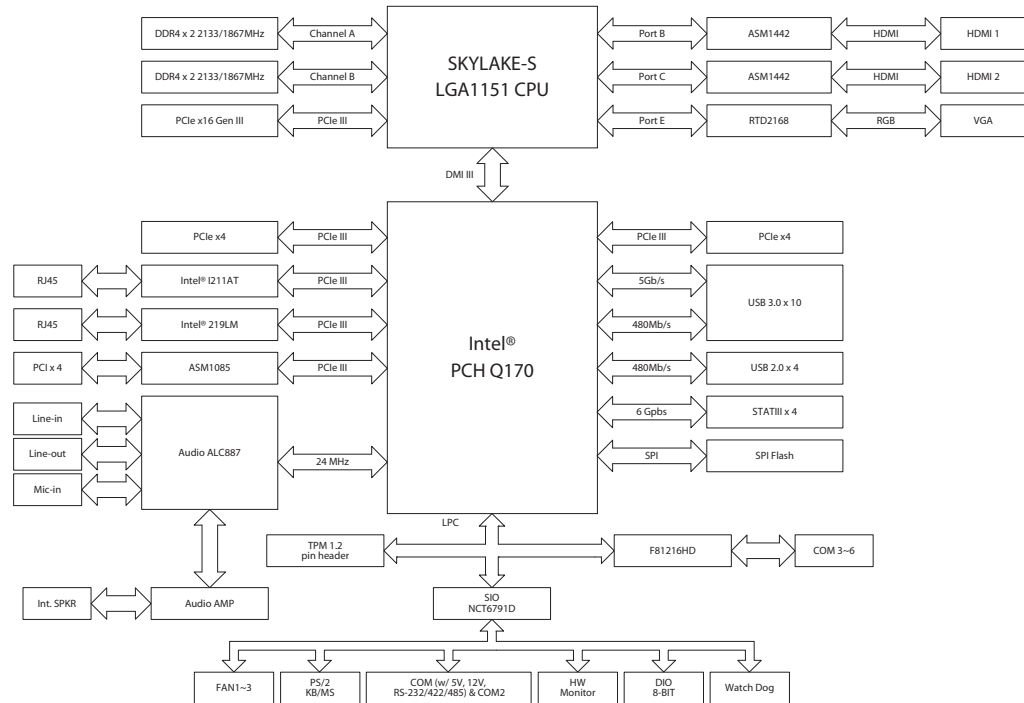 DDR4 x 2 2133/1867MHz
Channel A
SKYLAKE-S
LGA1151 CPU
Port B
ASM1442
HDMI
HDMI 1
DDR4 x 2 2133/1867MHz
Channel B
Port C
ASM1442
HDMI
HDMI 2
PCIe x16 Gen III
PCIe III
Port E
RTD2168
RGB
VGA
DMI III
PCIe x4
PCIe III
PCIe III
PCIe x4
RJ45
Intel® I211AT
PCIe III
5Gb/s
USB 3.0 x 10
RJ45
Intel® 219LM
PCIe III
480Mb/s
Intel®
PCH Q170
PCI x 4
ASM1085
PCIe III
480Mb/s
USB 2.0 x 4
Line-in
6 Gpbs
STATIII x 4
Line-out
Audio ALC887
24 MHz
SPI
SPI Flash
Mic-in
LPC
TPM 1.2
pin header
F81216HD
COM 3~6
Int. SPKR
Audio AMP
SIO
NCT6791D
FAN1~3
PS/2
KB/MS
COM (w/ 5V, 12V,
RS-232/422/485) & COM2
HW
Monitor
DIO
8-BIT
Watch Dog